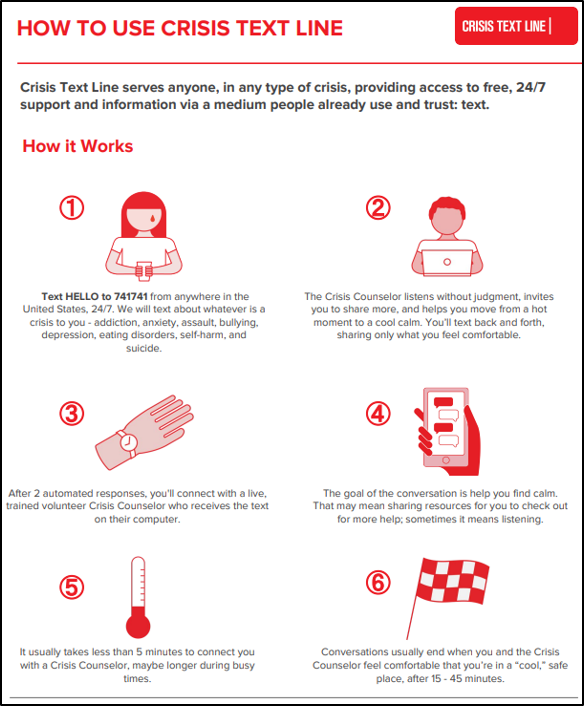 HOW TO USE CRISIS TEXT LINE
CRISIS TEXT LINE|
Crisis Text Line serves anyone, in any type of crisis, providing access to free, 24/7
support and information via a medium people already use and trust: text.
How it Works
1
Text HELLO to 741741 from anywhere in the
United States, 24/7. We will text about whatever is a
crisis to you - addiction, anxiety, assault, bullying,
depression, eating disorders, self-harm, and
suicide.
2
The Crisis Counselor listens without judgment, invites
you to share more, and helps you move from a hot
moment to a cool calm. You'll text back and forth,
sharing only what you feel comfortable.
3
After 2 automated responses, you'll connect with a live,
trained volunteer Crisis Counselor who receives the text
on their computer.
4
The goal of the conversation is help you find calm.
That may mean sharing resources for you to check out
for more help; sometimes it means listening.
5
It usually takes less than 5 minutes to connect you
with a Crisis Counselor, maybe longer during busy
times.
6
Conversations usually end when you and the Crisis
Counselor feel comfortable that you're in a "cool," safe
place, after 15 - 45 minutes.